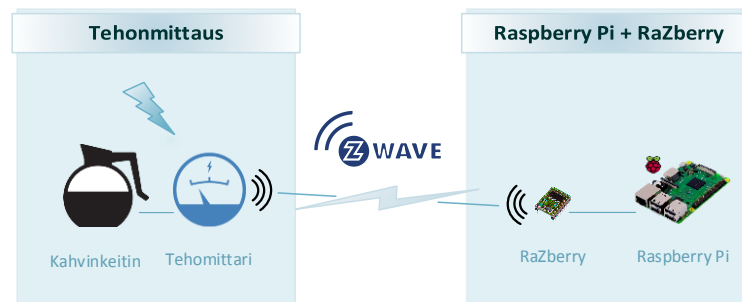 Tehonmittaus
Raspberry Pi + RaZberry
Z WAVE
Kahvinkeitin
Tehomittari
RaZberry
Raspberry Pi